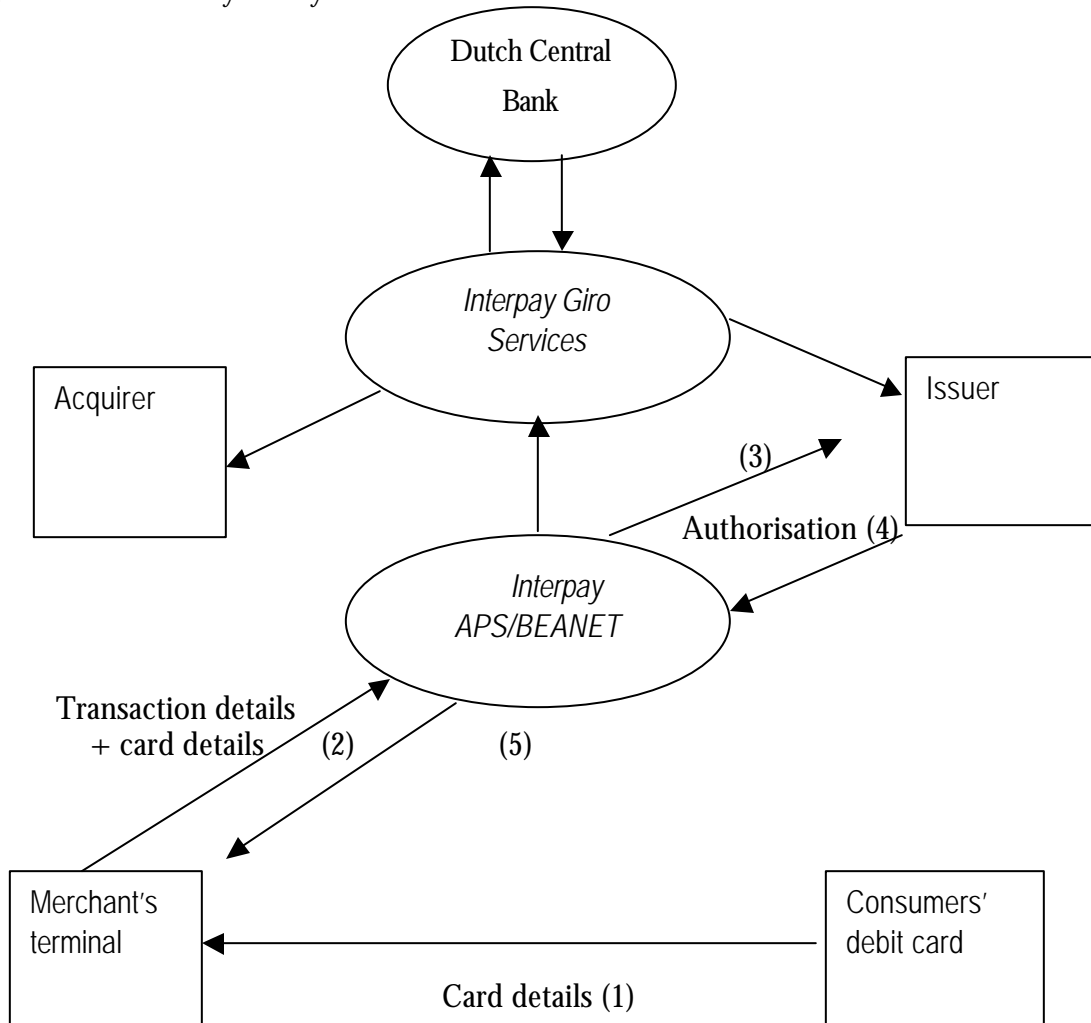 Dutch Central
Bank
Interpay Giro
Services
Acquirer
Issuer
(3)
Authorisation (4)
Interpay
APS/BEANET
Transaction details
+ card details
(2)
(5)
Merchant's
terminal
Consumers'
debit card
Card details (1)